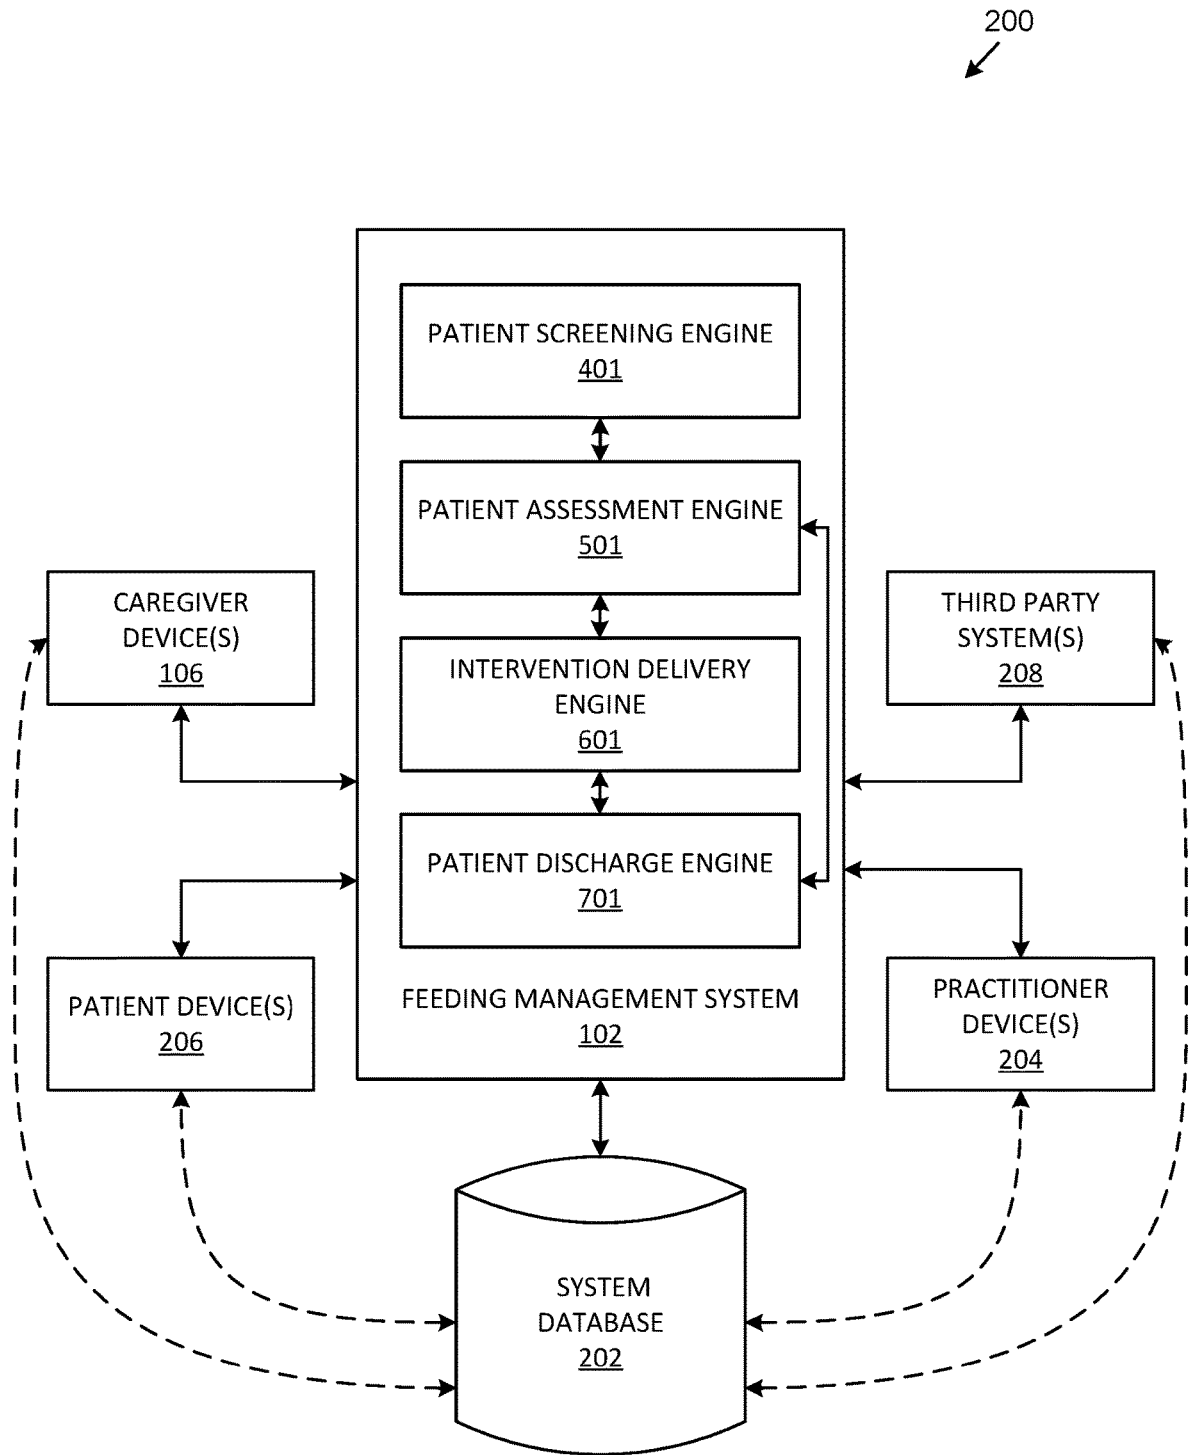 200
PATIENT SCREENING ENGINE
401
PATIENT ASSESSMENT ENGINE
501
CAREGIVER
DEVICE(S)
106
THIRD PARTY
SYSTEM(S)
208
INTERVENTION DELIVERY
ENGINE
601
PATIENT DISCHARGE ENGINE
701
PATIENT DEVICE(S)
206
FEEDING MANAGEMENT SYSTEM
102
PRACTITIONER
DEVICE(S)
204
SYSTEM
DATABASE
202